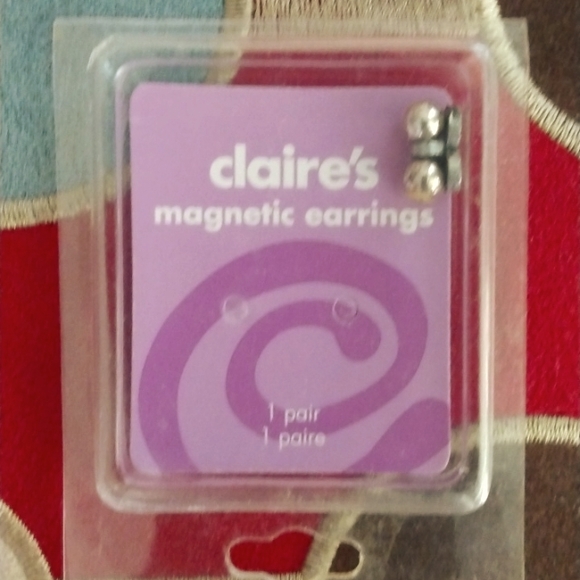 claire's
magnetic earrings
1 pair
1 paire